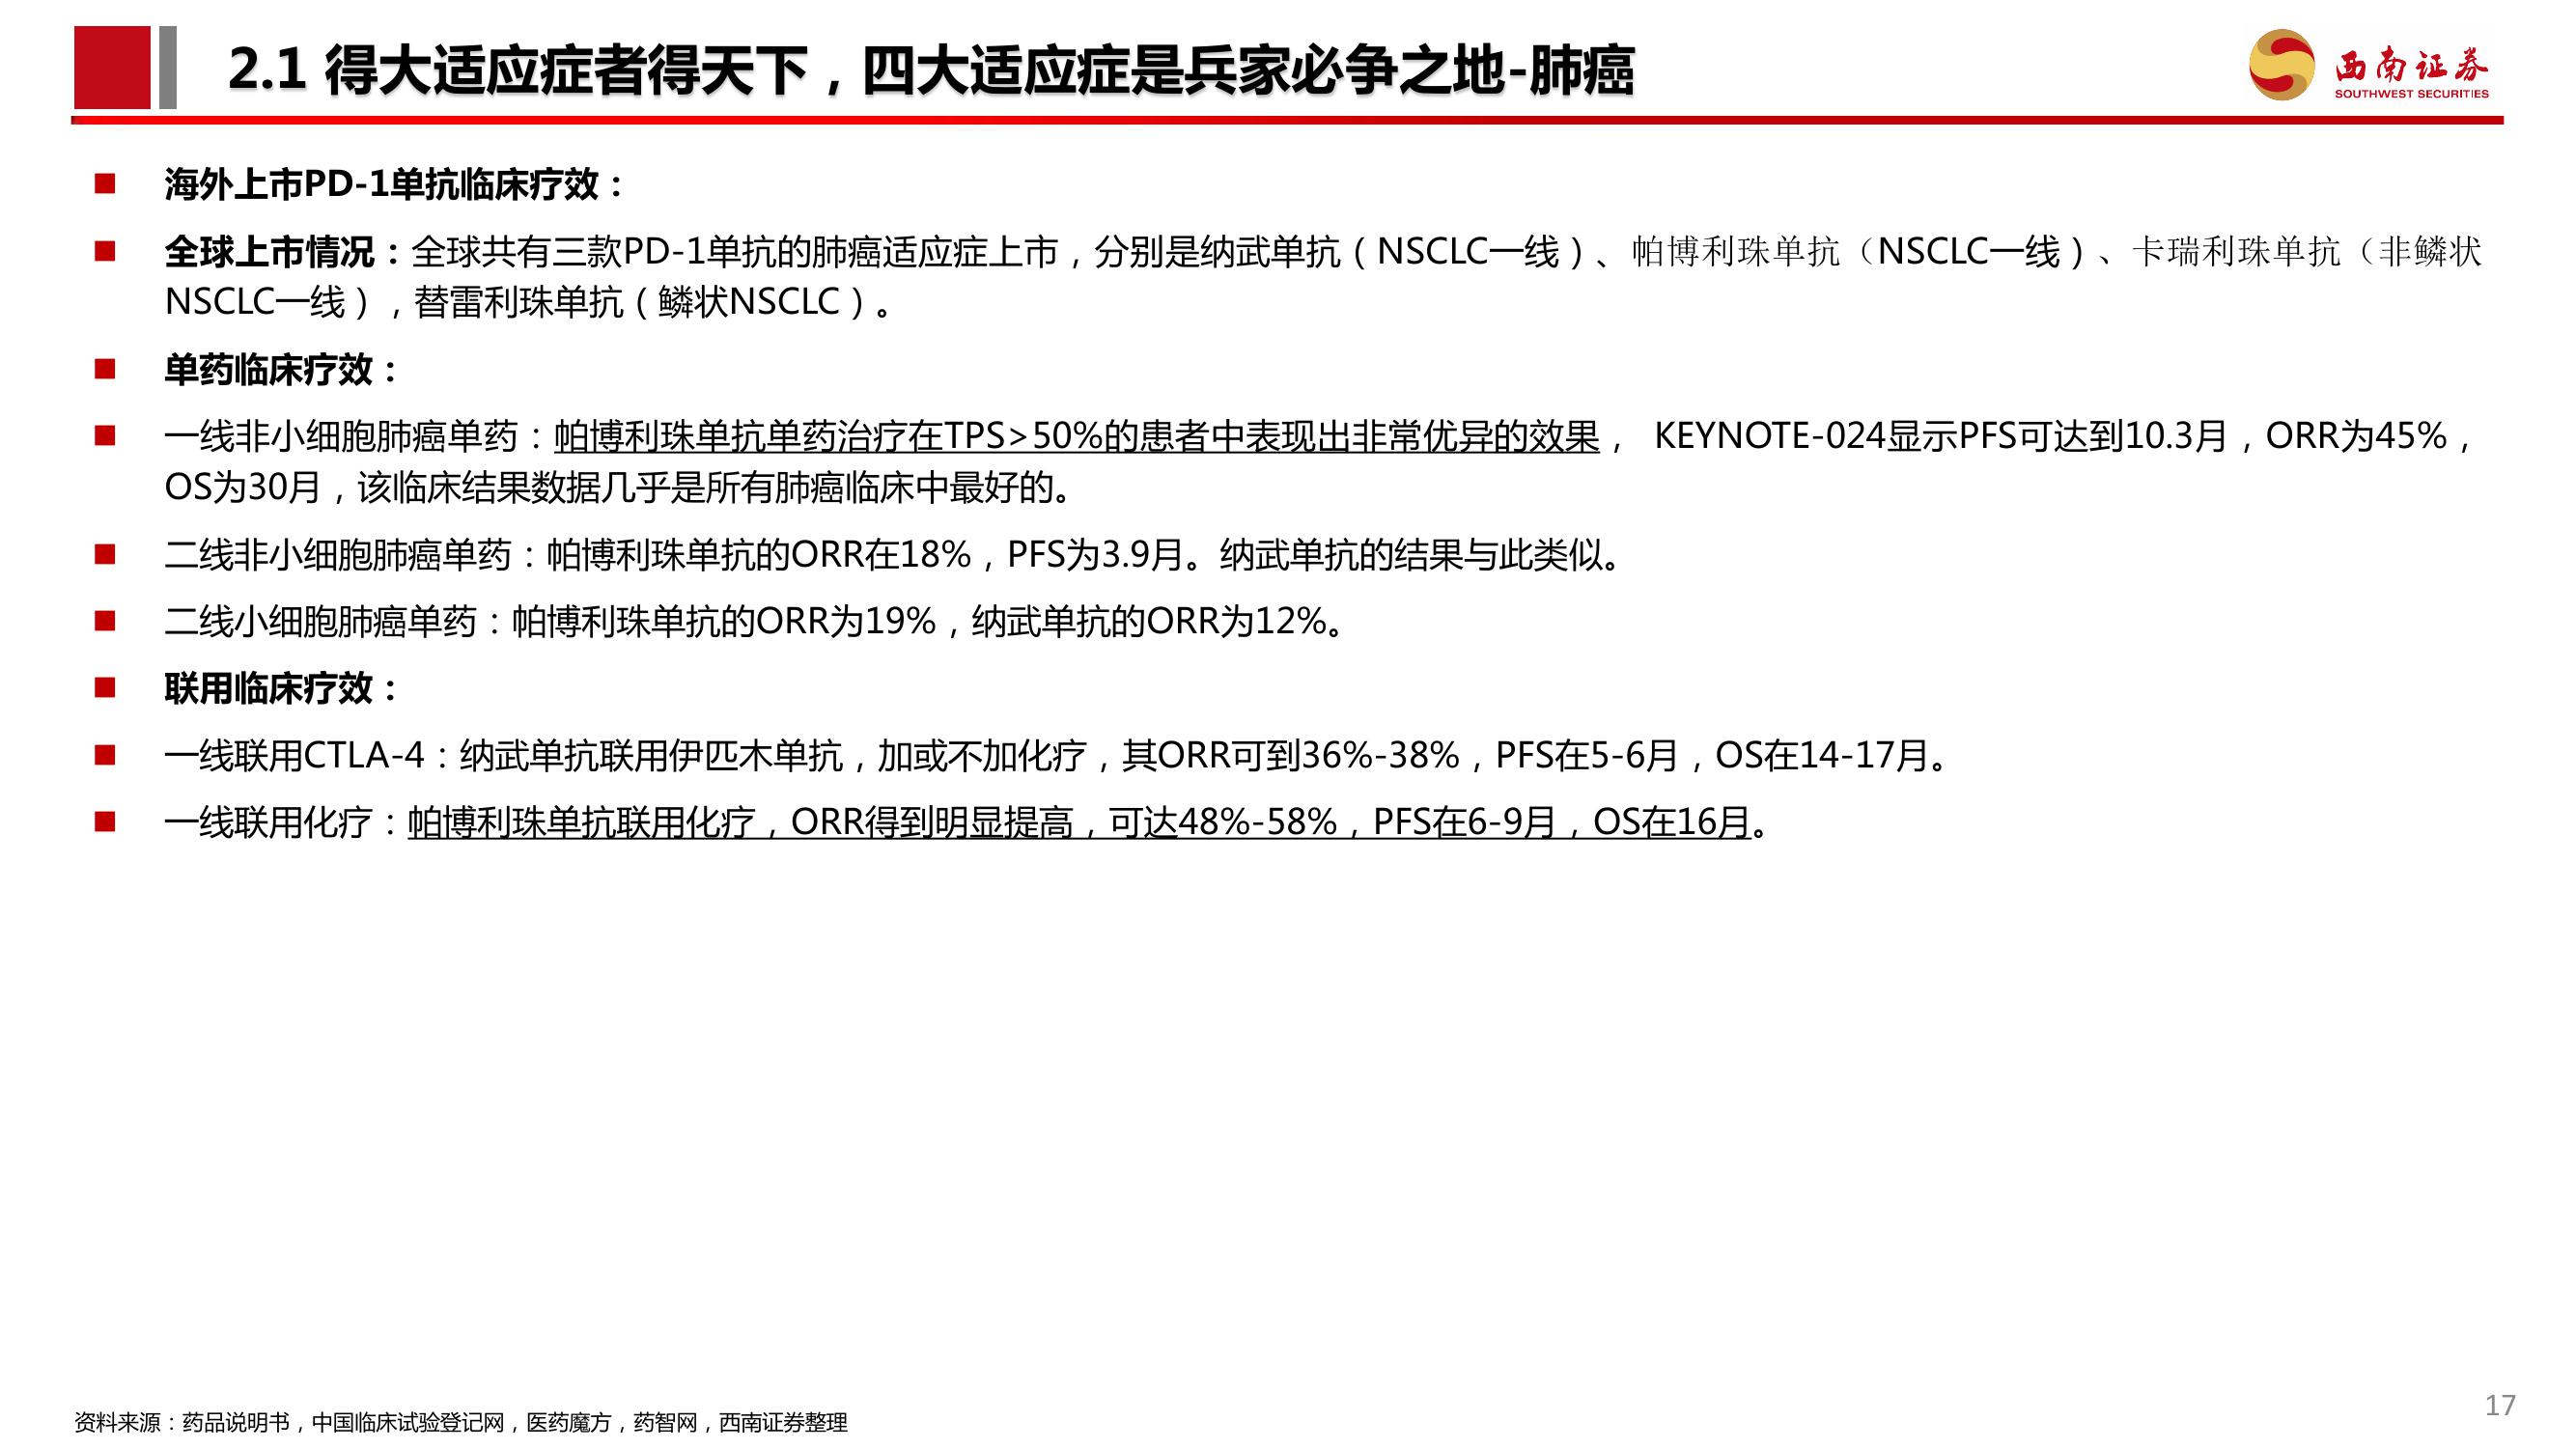 2.1 得大适应症者得天下，四大适应症是兵家必争之地-肺癌
西南证券
SOUTHWEST SECURITIES
海外上市PD-1单抗临床疗效：
全球上市情况：全球共有三款PD-1单抗的肺癌适应症上市，分别是纳武单抗（NSCLC一线）、帕博利珠单抗（NSCLC一线）、卡瑞利珠单抗（非鳞状
NSCLC一线），替雷利珠单抗（鳞状NSCLC）。
单药临床疗效：
一线非小细胞肺癌单药：帕博利珠单抗单药治疗在TPS>50%的患者中表现出非常优异的效果， KEYNOTE-024显示PFS可达到10.3月，ORR为45%，
OS为30月，该临床结果数据几乎是所有肺癌临床中最好的。
二线非小细胞肺癌单药：帕博利珠单抗的ORR在18%，PFS为3.9月。纳武单抗的结果与此类似。
二线小细胞肺癌单药：帕博利珠单抗的ORR为19%，纳武单抗的ORR为12%。
联用临床疗效：
一线联用CTLA-4：纳武单抗联用伊匹木单抗，加或不加化疗，其ORR可到36%-38%，PFS在5-6月，OS在14-17月。
一线联用化疗：帕博利珠单抗联用化疗，ORR得到明显提高，可达48%-58%，PFS在6-9月，OS在16月。
资料来源：药品说明书，中国临床试验登记网，医药魔方，药智网，西南证券整理
17